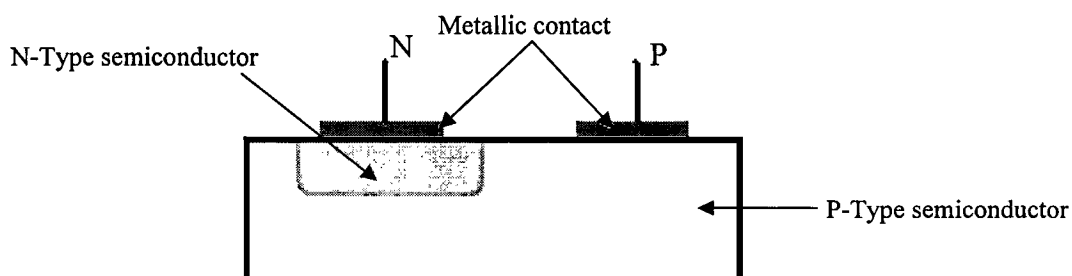 Metallic contact
N-Type semiconductor
N
P
P-Type semiconductor